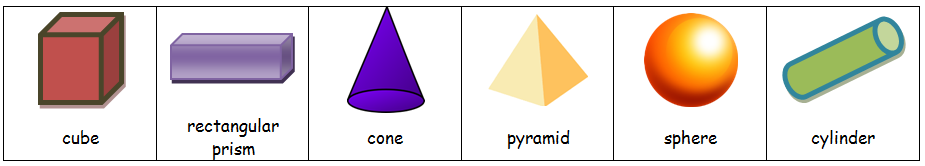 cube
rectangular
prism
cone
pyramid
sphere
cylinder